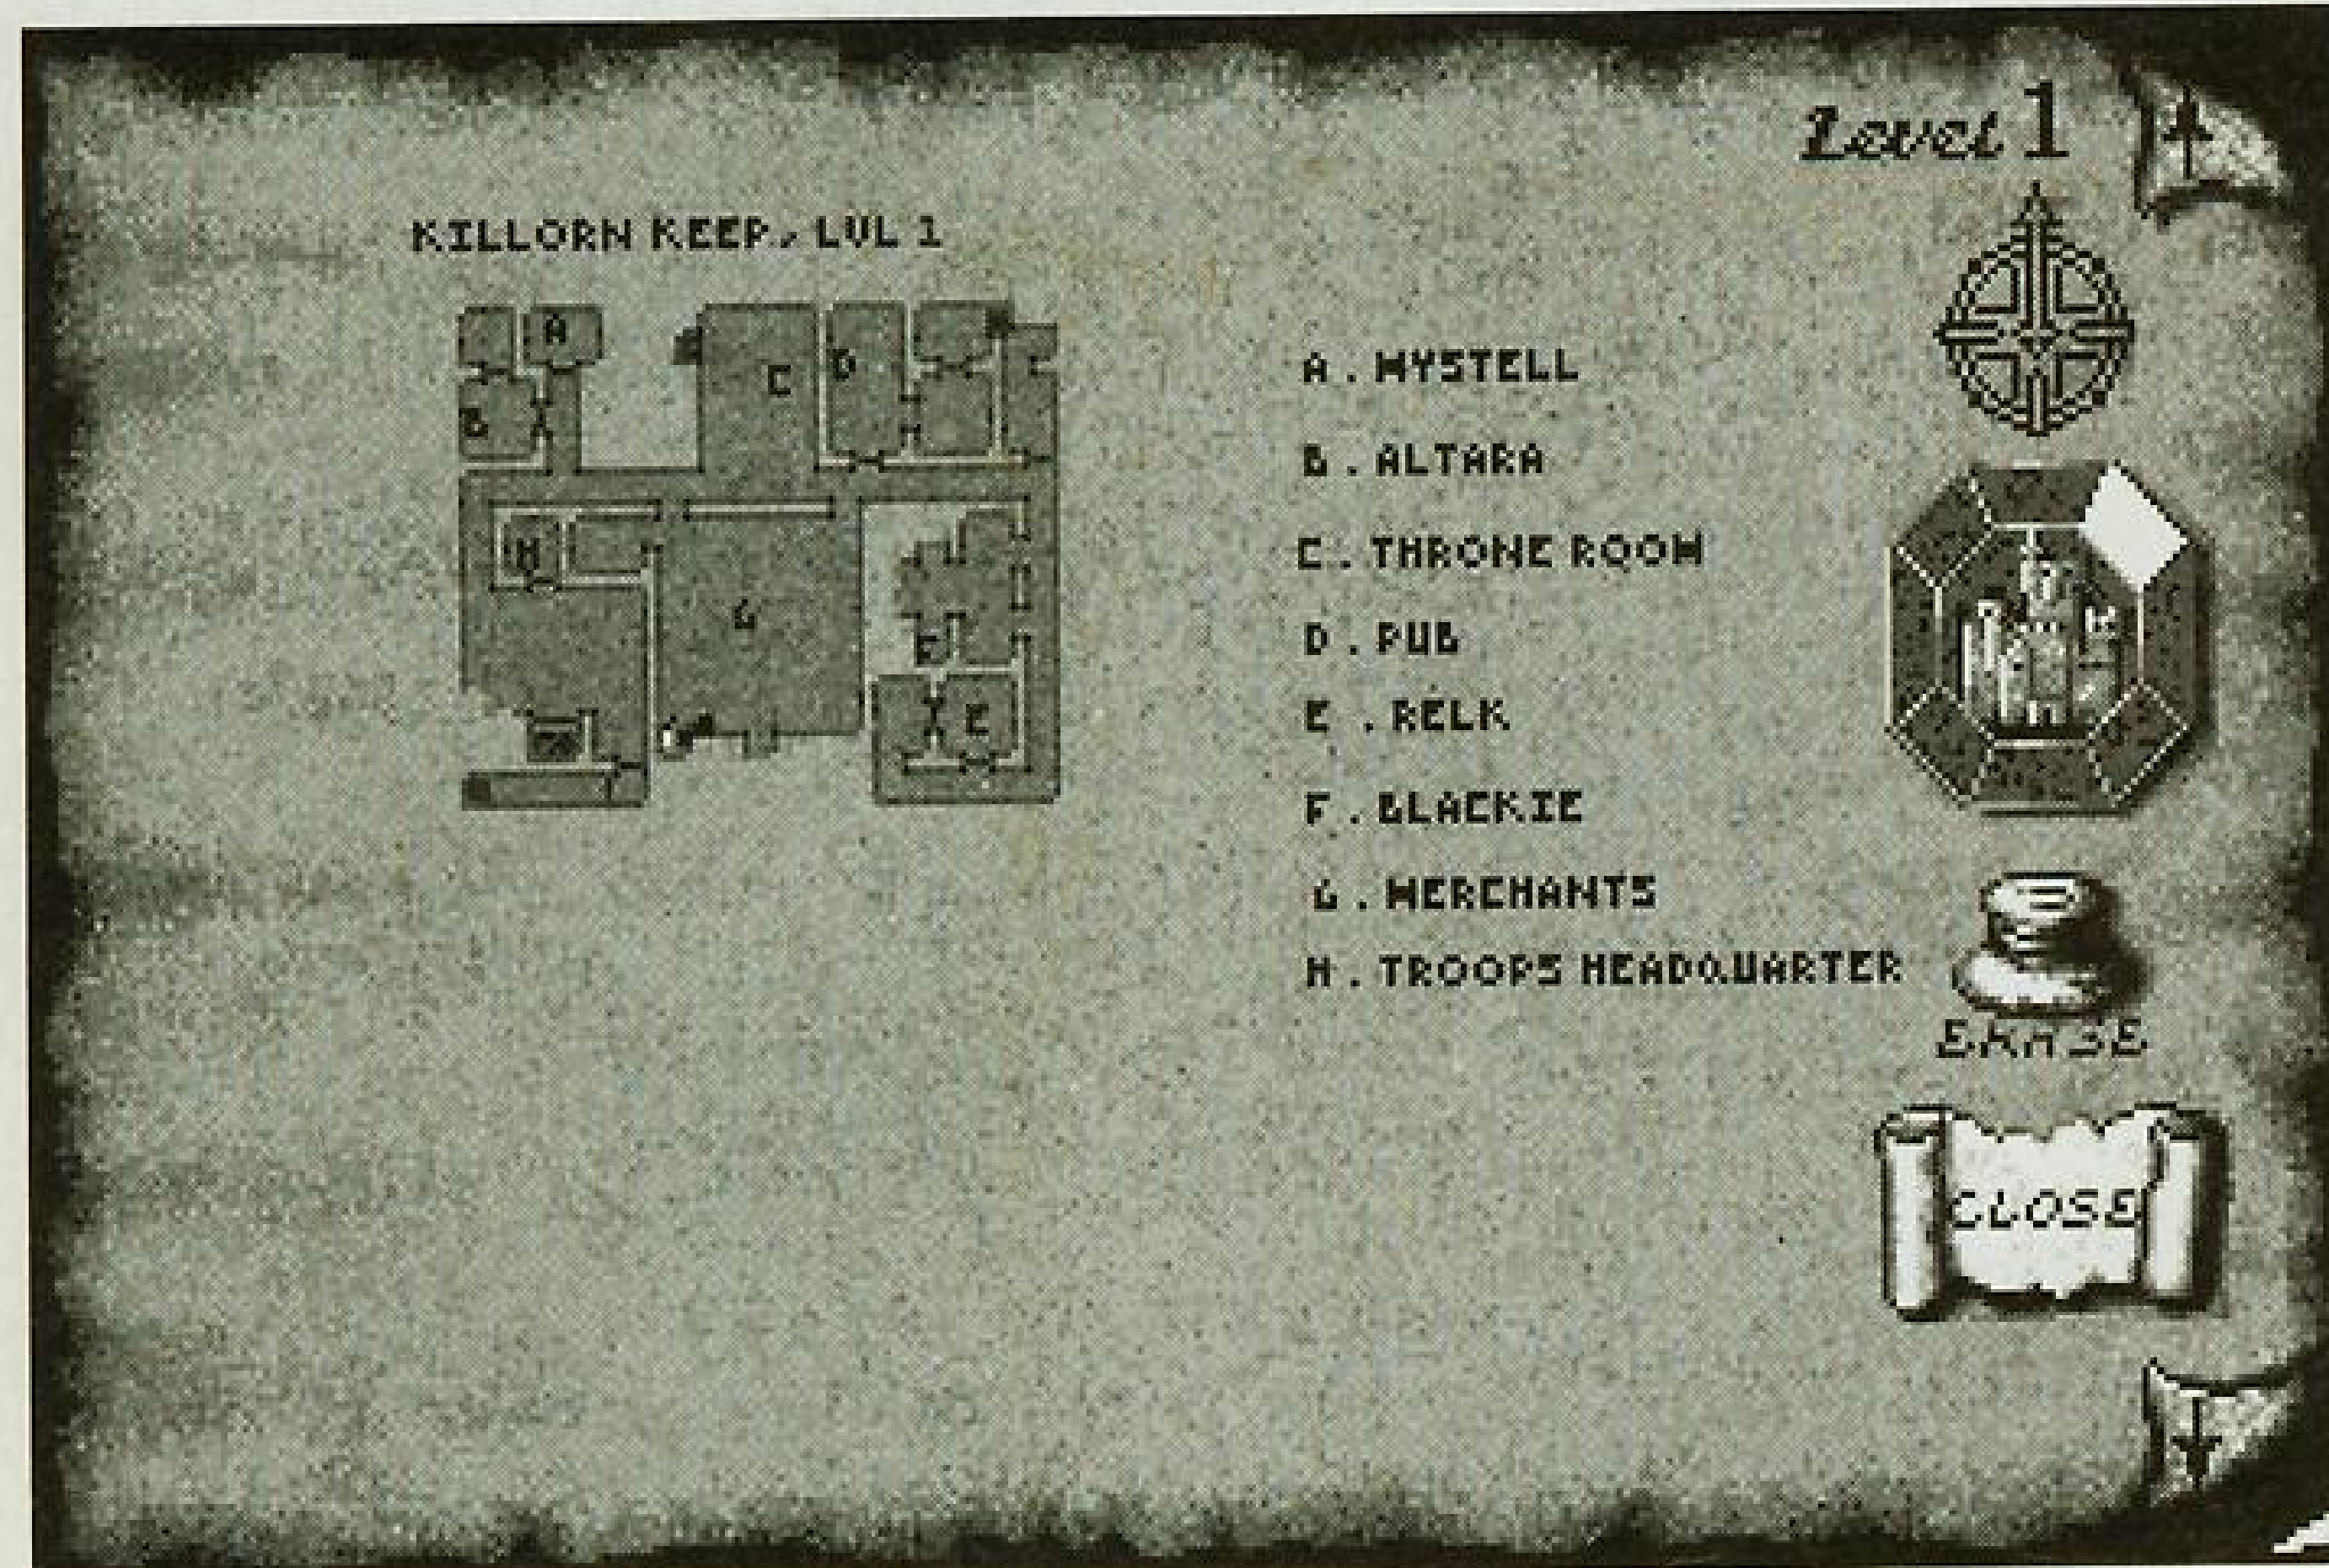 Level 1
KILLORN KEEP, LVL 1
A
B
C
D
H
G
F
E
A . MYSTELL
B . ALTARA
C . THRONE ROOM
D . PUB
E . RELK
F . BLACKIE
G . MERCHANTS
H . TROOPS HEADQUARTER
ERASE
CLOSE